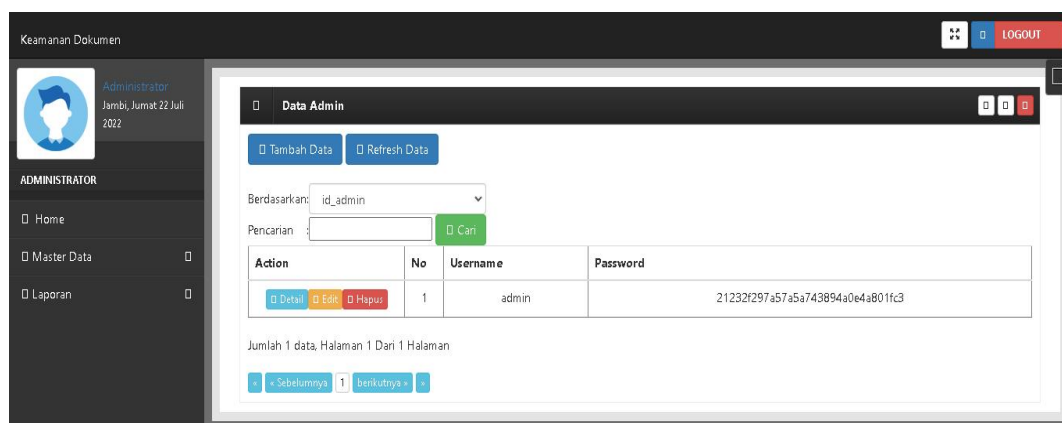 Keamanan Dokumen
LOGOUT
Administrator
Jambi, Jumat 22 Juli
2022
ADMINISTRATOR
Home
Master Data
Laporan
Data Admin
Tambah Data Refresh Data
Berdasarkan: id_admin
Pencarian : Cari
Action No Username Password
Detail Edit Hapus 1 admin 21232f297a57a5a743894a0e4a801fc3
Jumlah 1 data, Halaman 1 Dari 1 Halaman
« « Sebelumnya 1 berikutnya » »